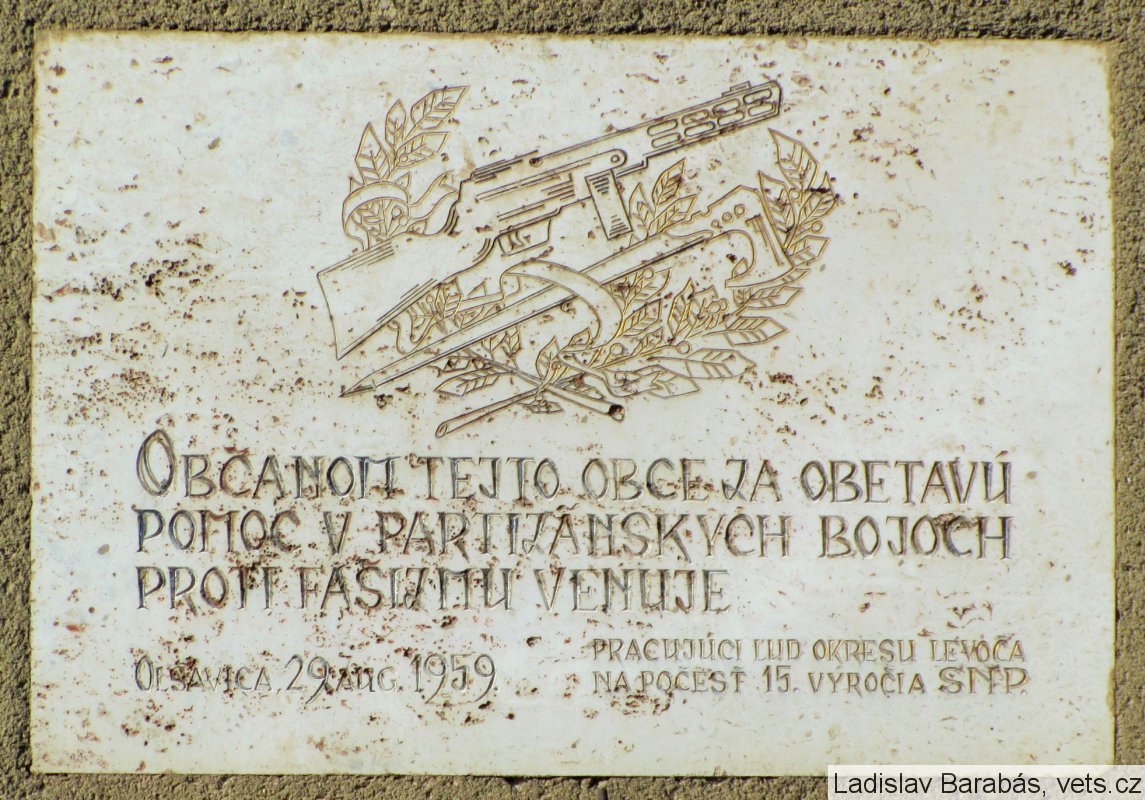 OBČANOM TEJTO OBCE ZA OBETAVÚ
POMOC V PARTIZÁNSKYCH BOJOCH
PROTI FAŠIZMU VENUJE
OĽŠAVICA, 29. AUG. 1959.
PRACUJÚCI ĽUD OKRESU LEVOČA
NA POČESŤ 15. VÝROČIA SNP.
Ladislav Barabás, vets.cz